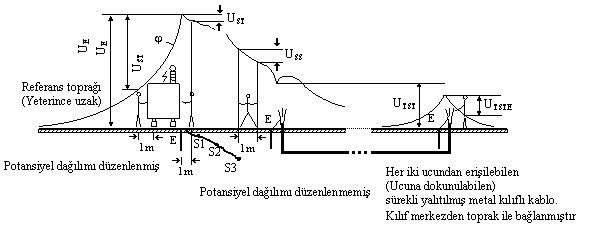 U_ST
U_E
U_E
U_ST
φ
U_SS
Referans toprağı
(Yeterince uzak)
U_TST
U_TSTE
E
E
E
1m
1m
1m
S1
S2
S3
Potansiyel dağılımı düzenlenmiş
Potansiyel dağılımı düzenlenmemiş
Her iki ucundan erişilebilen
(Ucuna dokunulabilen)
sürekli yalıtılmış metal kılıflı kablo.
Kılıf merkezden toprak ile bağlanmıştır